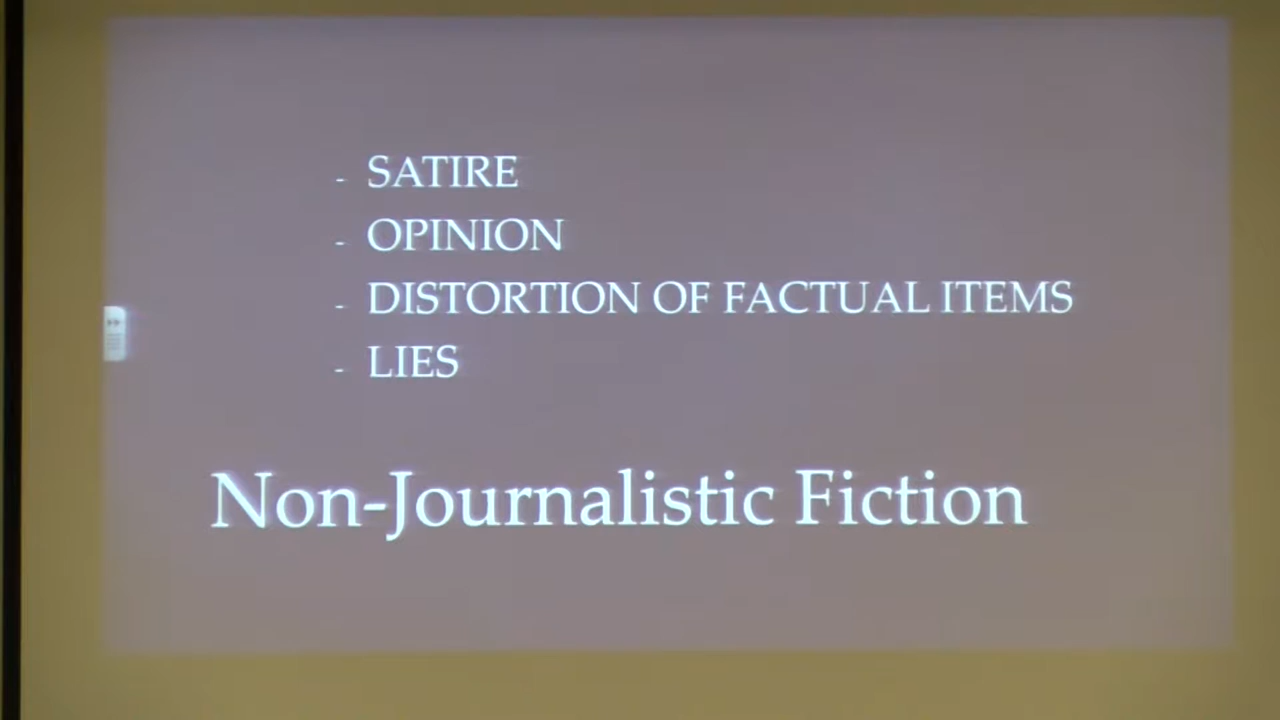 - SATIRE
- OPINION
- DISTORTION OF FACTUAL ITEMS
- LIES
Non-Journalistic Fiction